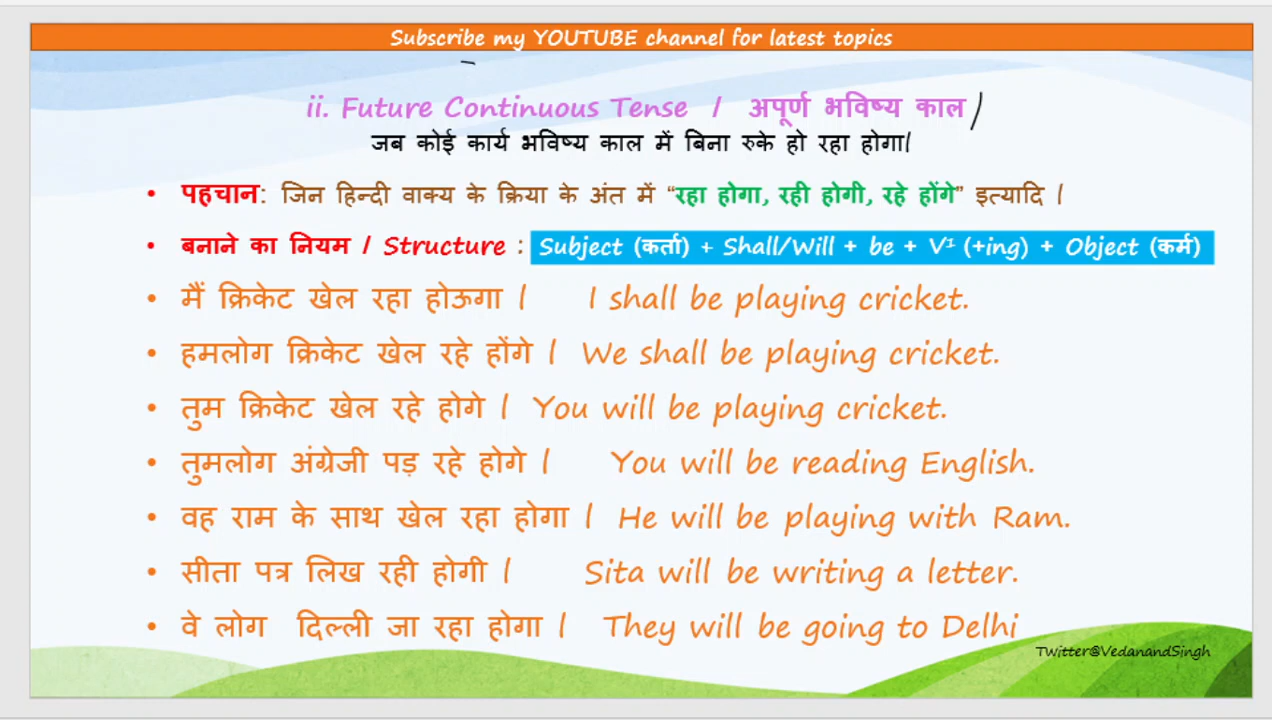 Subscribe my YOUTUBE channel for latest topics
ii. Future Continuous Tense । अपूर्ण भविष्य काल
जब कोई कार्य भविष्य काल में बिना रुके हो रहा होगा।
• पहचान: जिन हिन्दी वाक्य के क्रिया के अंत में “रहा होगा, रही होगी, रहे होंगे” इत्यादि ।
• बनाने का नियम / Structure : Subject (कर्ता) + Shall/Will + be + V¹ (+ing) + Object (कर्म)
• मैं क्रिकेट खेल रहा होऊगा । I shall be playing cricket.
• हमलोग क्रिकेट खेल रहे होंगे । We shall be playing cricket.
• तुम क्रिकेट खेल रहे होगे । You will be playing cricket.
• तुमलोग अंग्रेजी पड़ रहे होगे । You will be reading English.
• वह राम के साथ खेल रहा होगा । He will be playing with Ram.
• सीता पत्र लिख रही होगी । Sita will be writing a letter.
• वे लोग दिल्ली जा रहा होगा । They will be going to Delhi
TWitter@VedanandSingh